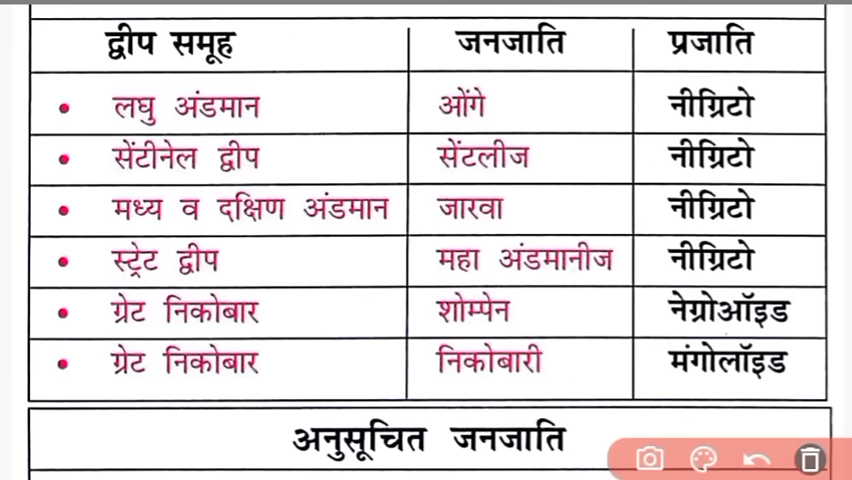 द्वीप समूह जनजाति प्रजाति
• लघु अंडमान ओंगे नीग्रिटो
• सेंटीनेल द्वीप सेंटलीज नीग्रिटो
• मध्य व दक्षिण अंडमान जारवा नीग्रिटो
• स्ट्रेट द्वीप महा अंडमानीज नीग्रिटो
• ग्रेट निकोबार शोम्पेन नेग्रोऑइड
• ग्रेट निकोबार निकोबारी मंगोलॉइड
अनुसूचित जनजाति